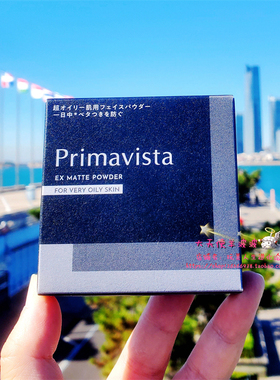 超オイリー肌用フェイスパウダー
一日中*ベタつきを防ぐ
Primavista
EX MATTE POWDER
FOR VERY OILY SKIN